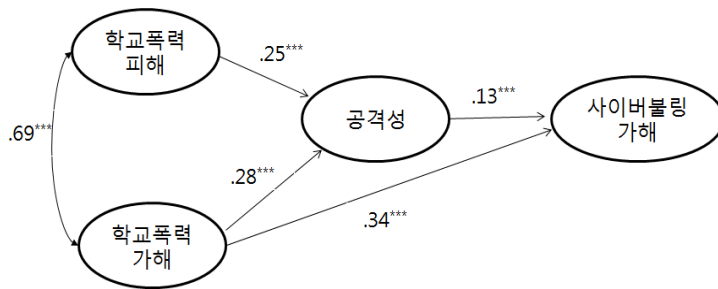 학교폭력
피해
.25***
공격성
.13***
사이버불링
가해
.69***
.28***
.34***
학교폭력
가해